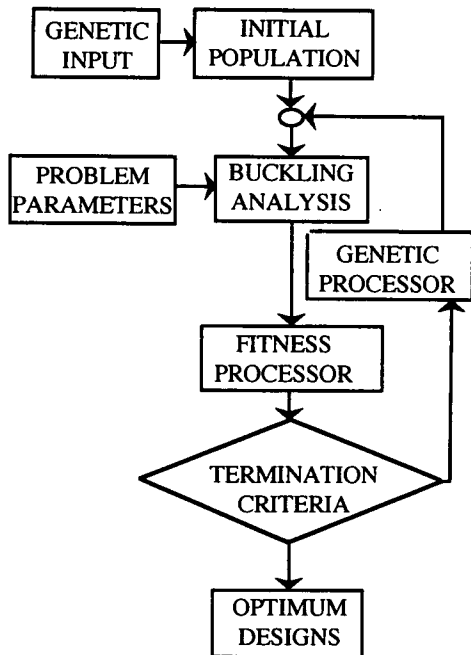 GENETIC
INPUT
INITIAL
POPULATION
PROBLEM
PARAMETERS
BUCKLING
ANALYSIS
GENETIC
PROCESSOR
FITNESS
PROCESSOR
TERMINATION
CRITERIA
OPTIMUM
DESIGNS